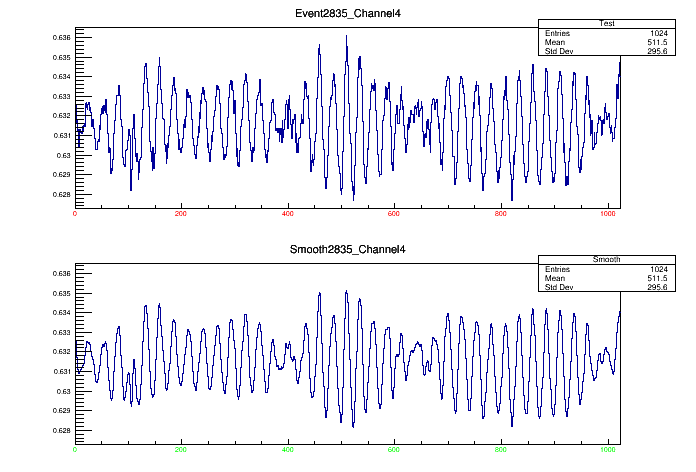 Event2835_Channel4
Test
Entries 1024
Mean 511.5
Std Dev 295.6
0.636
0.635
0.634
0.633
0.632
0.631
0.63
0.629
0.628
0 200 400 600 800 1000
Smooth2835_Channel4
Smooth
Entries 1024
Mean 511.5
Std Dev 295.6
0.636
0.635
0.634
0.633
0.632
0.631
0.63
0.629
0.628
0 200 400 600 800 1000